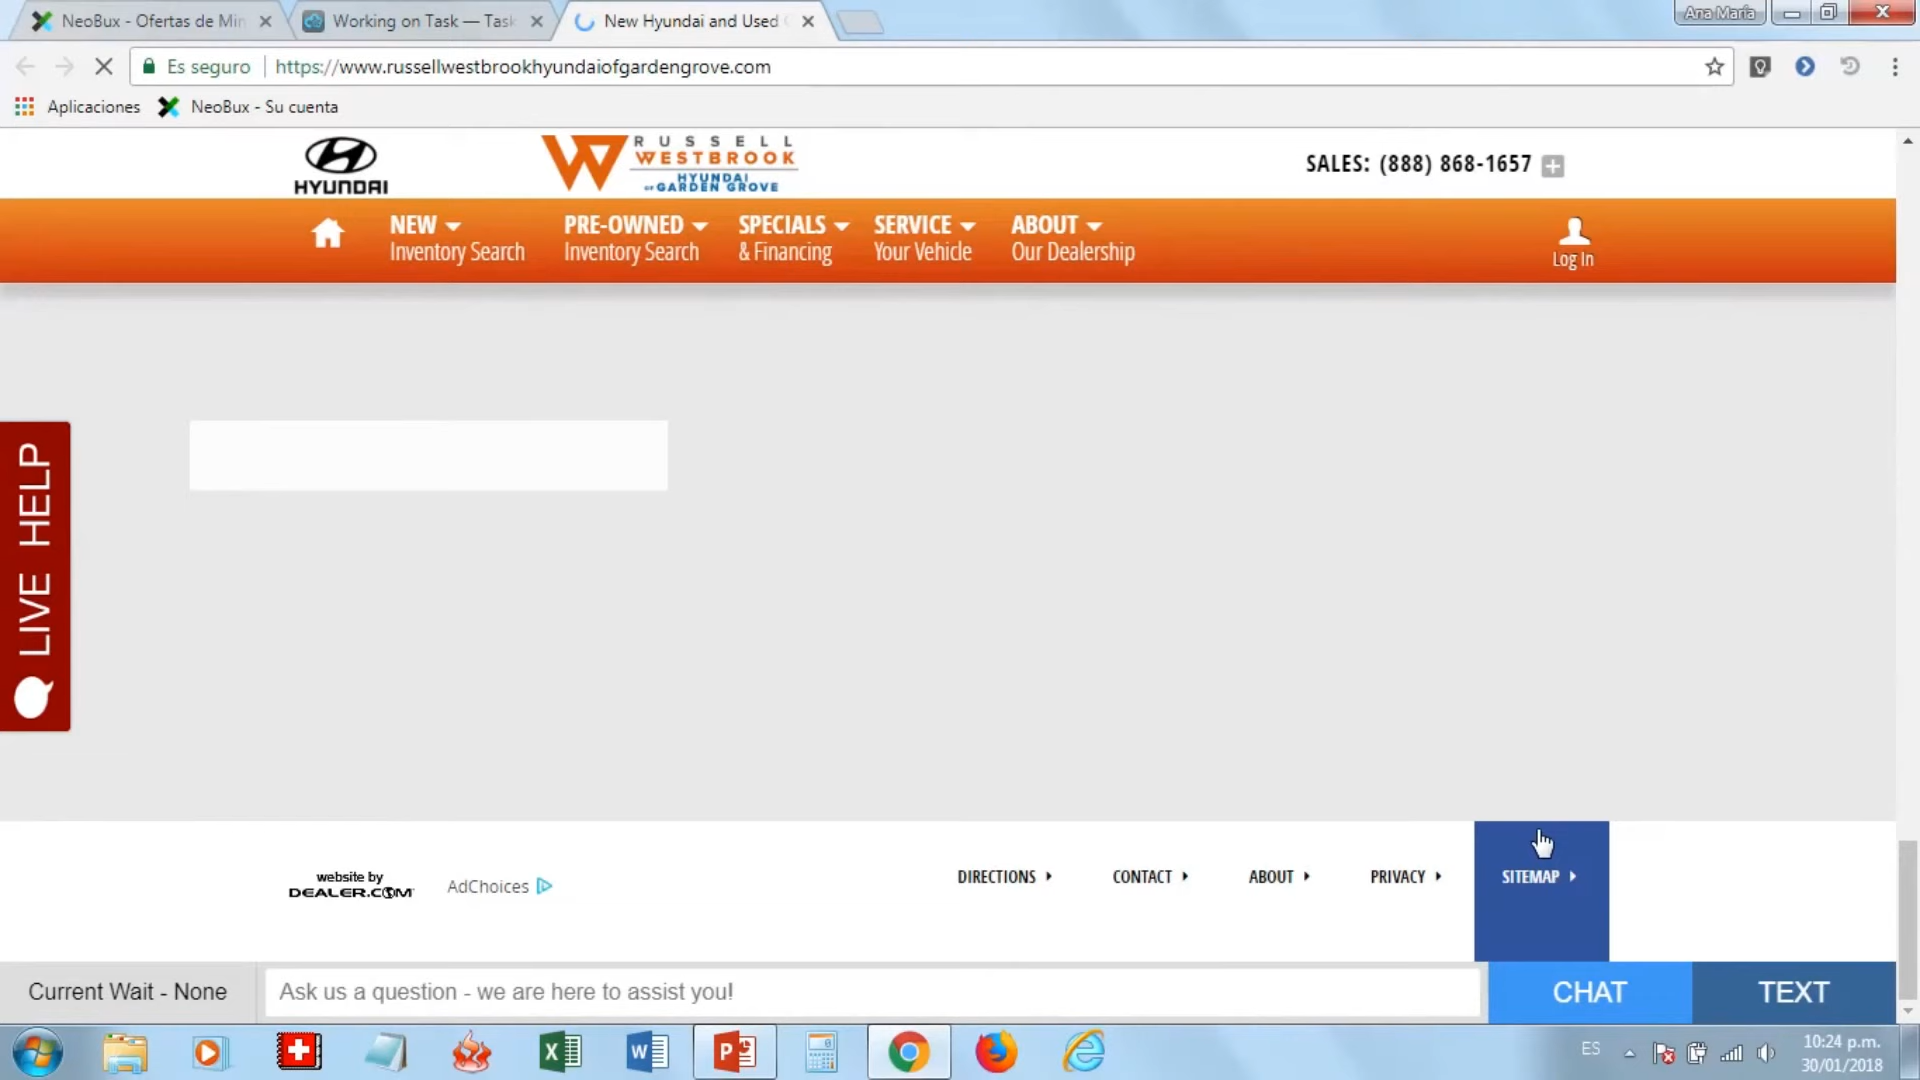 NeoBux - Ofertas de Min
Working on Task — Task
New Hyundai and Used
Ana María
Es seguro
https://www.russellwestbrookhyundaiofgardengrove.com
Aplicaciones
NeoBux - Su cuenta
HYUNDAI
RUSSELL
WESTBROOK
HYUNDAI
OF GARDEN GROVE
SALES: (888) 868-1657
NEW
Inventory Search
PRE-OWNED
Inventory Search
SPECIALS
& Financing
SERVICE
Your Vehicle
ABOUT
Our Dealership
Log In
LIVE HELP
website by
DEALER.COM
AdChoices
DIRECTIONS
CONTACT
ABOUT
PRIVACY
SITEMAP
Current Wait - None
Ask us a question - we are here to assist you!
CHAT
TEXT
ES
10:24 p.m.
30/01/2018